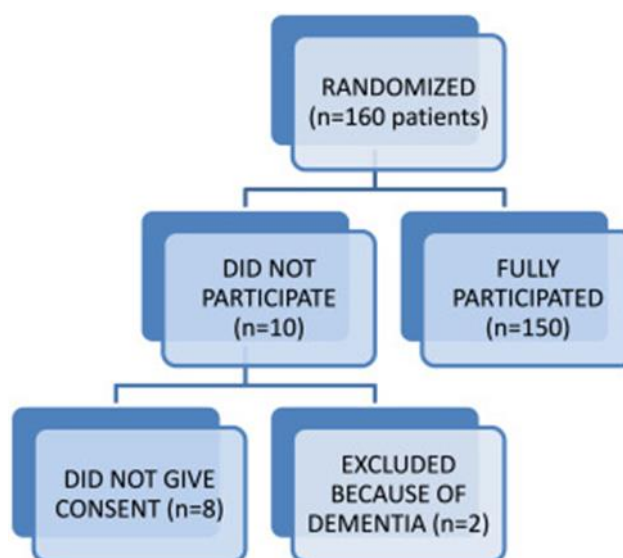 RANDOMIZED
(n=160 patients)
DID NOT
PARTICIPATE
(n=10)
FULLY
PARTICIPATED
(n=150)
DID NOT GIVE
CONSENT (n=8)
EXCLUDED
BECAUSE OF
DEMENTIA (n=2)